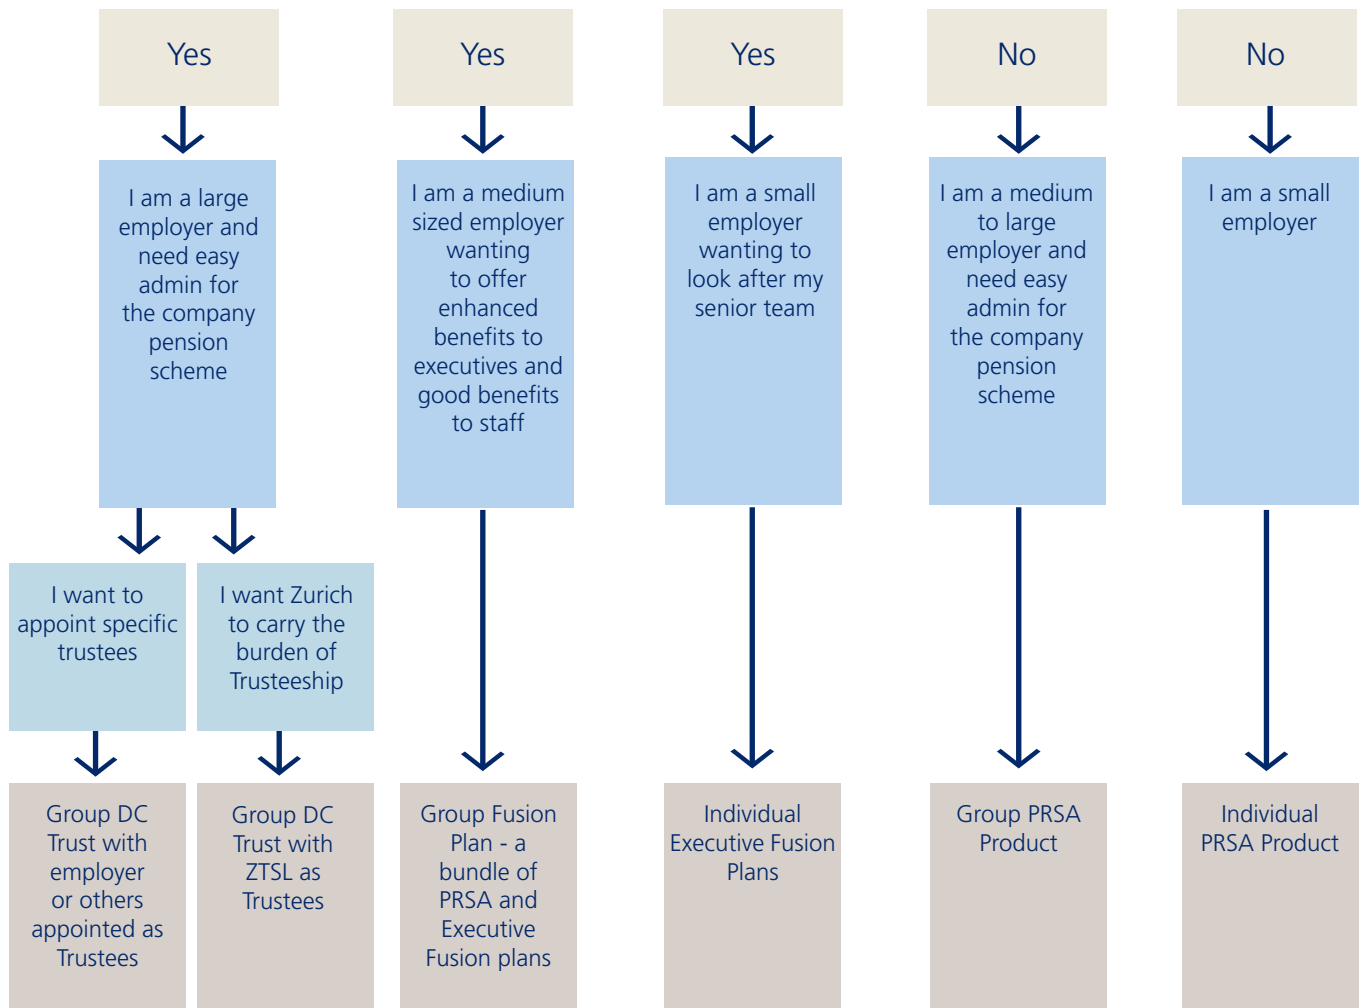 Yes
Yes
Yes
No
No
I am a large
employer and
need easy
admin for
the company
pension
scheme
I am a medium
sized employer
wanting
to offer
enhanced
benefits to
executives and
good benefits
to staff
I am a small
employer
wanting to
look after my
senior team
I am a medium
to large
employer and
need easy
admin for
the company
pension
scheme
I am a small
employer
I want to
appoint specific
trustees
I want Zurich
to carry the
burden of
Trusteeship
Group DC
Trust with
employer
or others
appointed as
Trustees
Group DC
Trust with
ZTSL as
Trustees
Group Fusion
Plan - a
bundle of
PRSA and
Executive
Fusion plans
Individual
Executive Fusion
Plans
Group PRSA
Product
Individual
PRSA Product